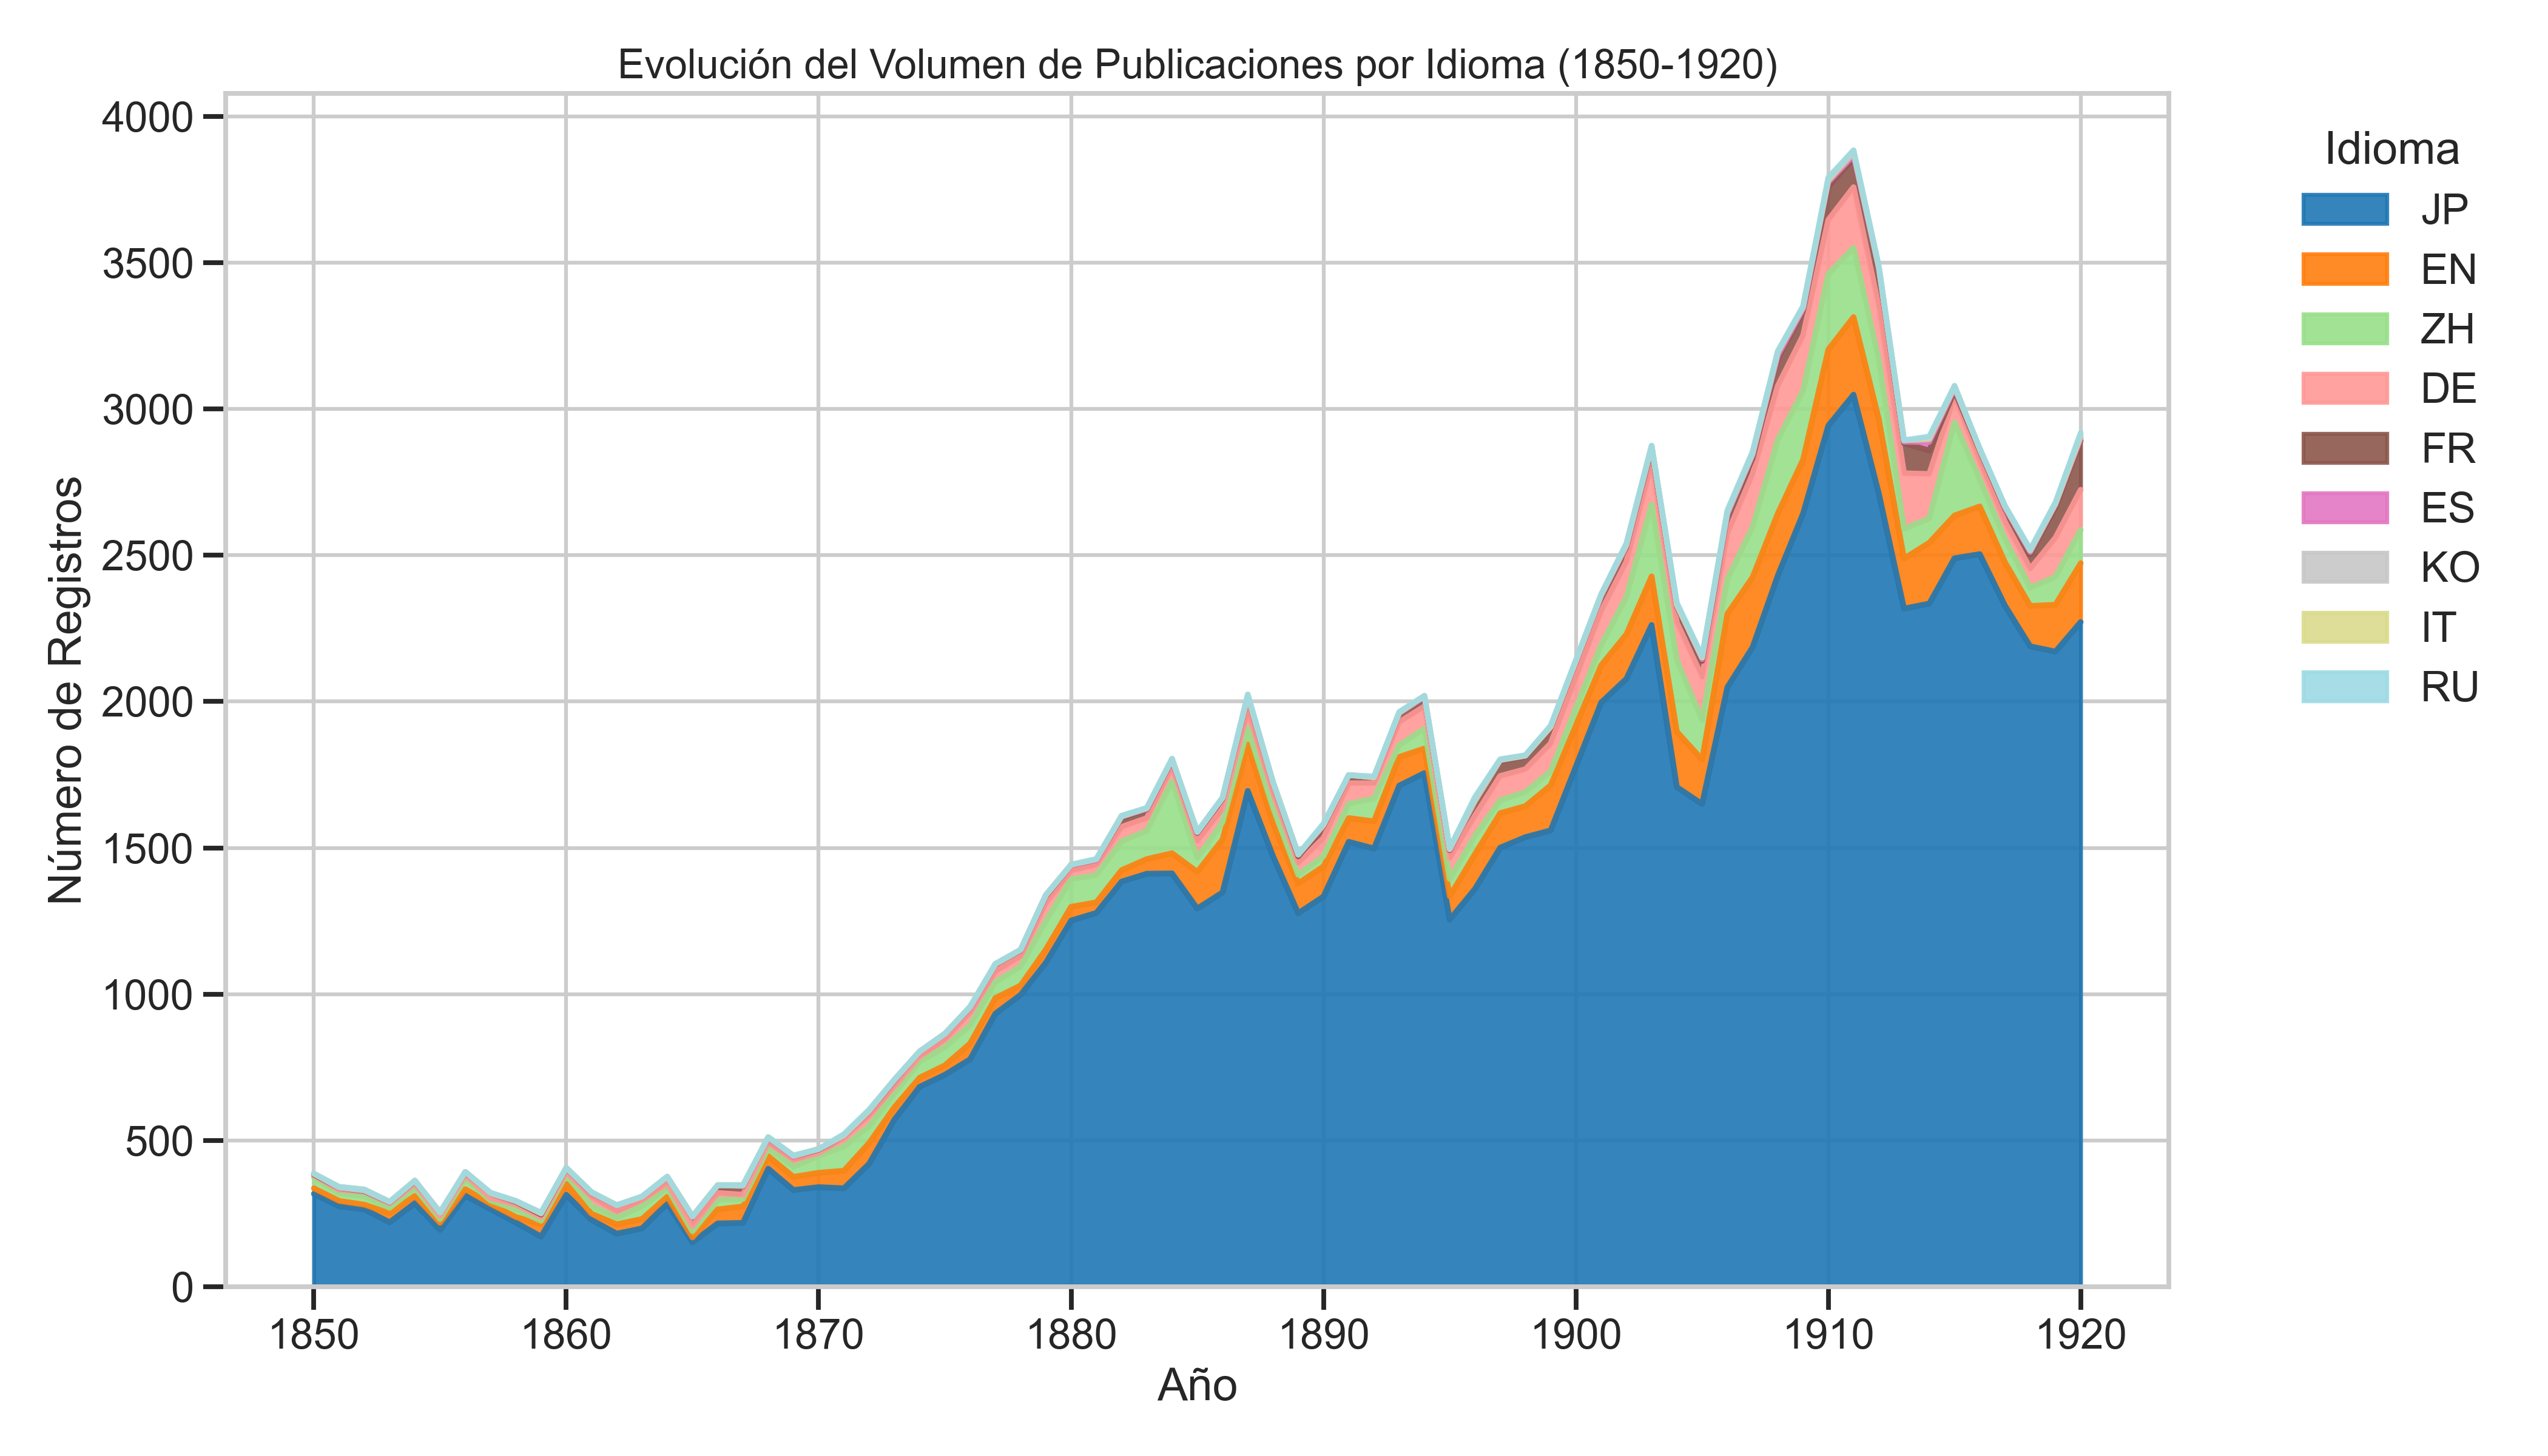 Evolución del Volumen de Publicaciones por Idioma (1850-1920)
Número de Registros
4000
3500
3000
2500
2000
1500
1000
500
0
1850 1860 1870 1880 1890 1900 1910 1920
Año
Idioma
JP
EN
ZH
DE
FR
ES
KO
IT
RU